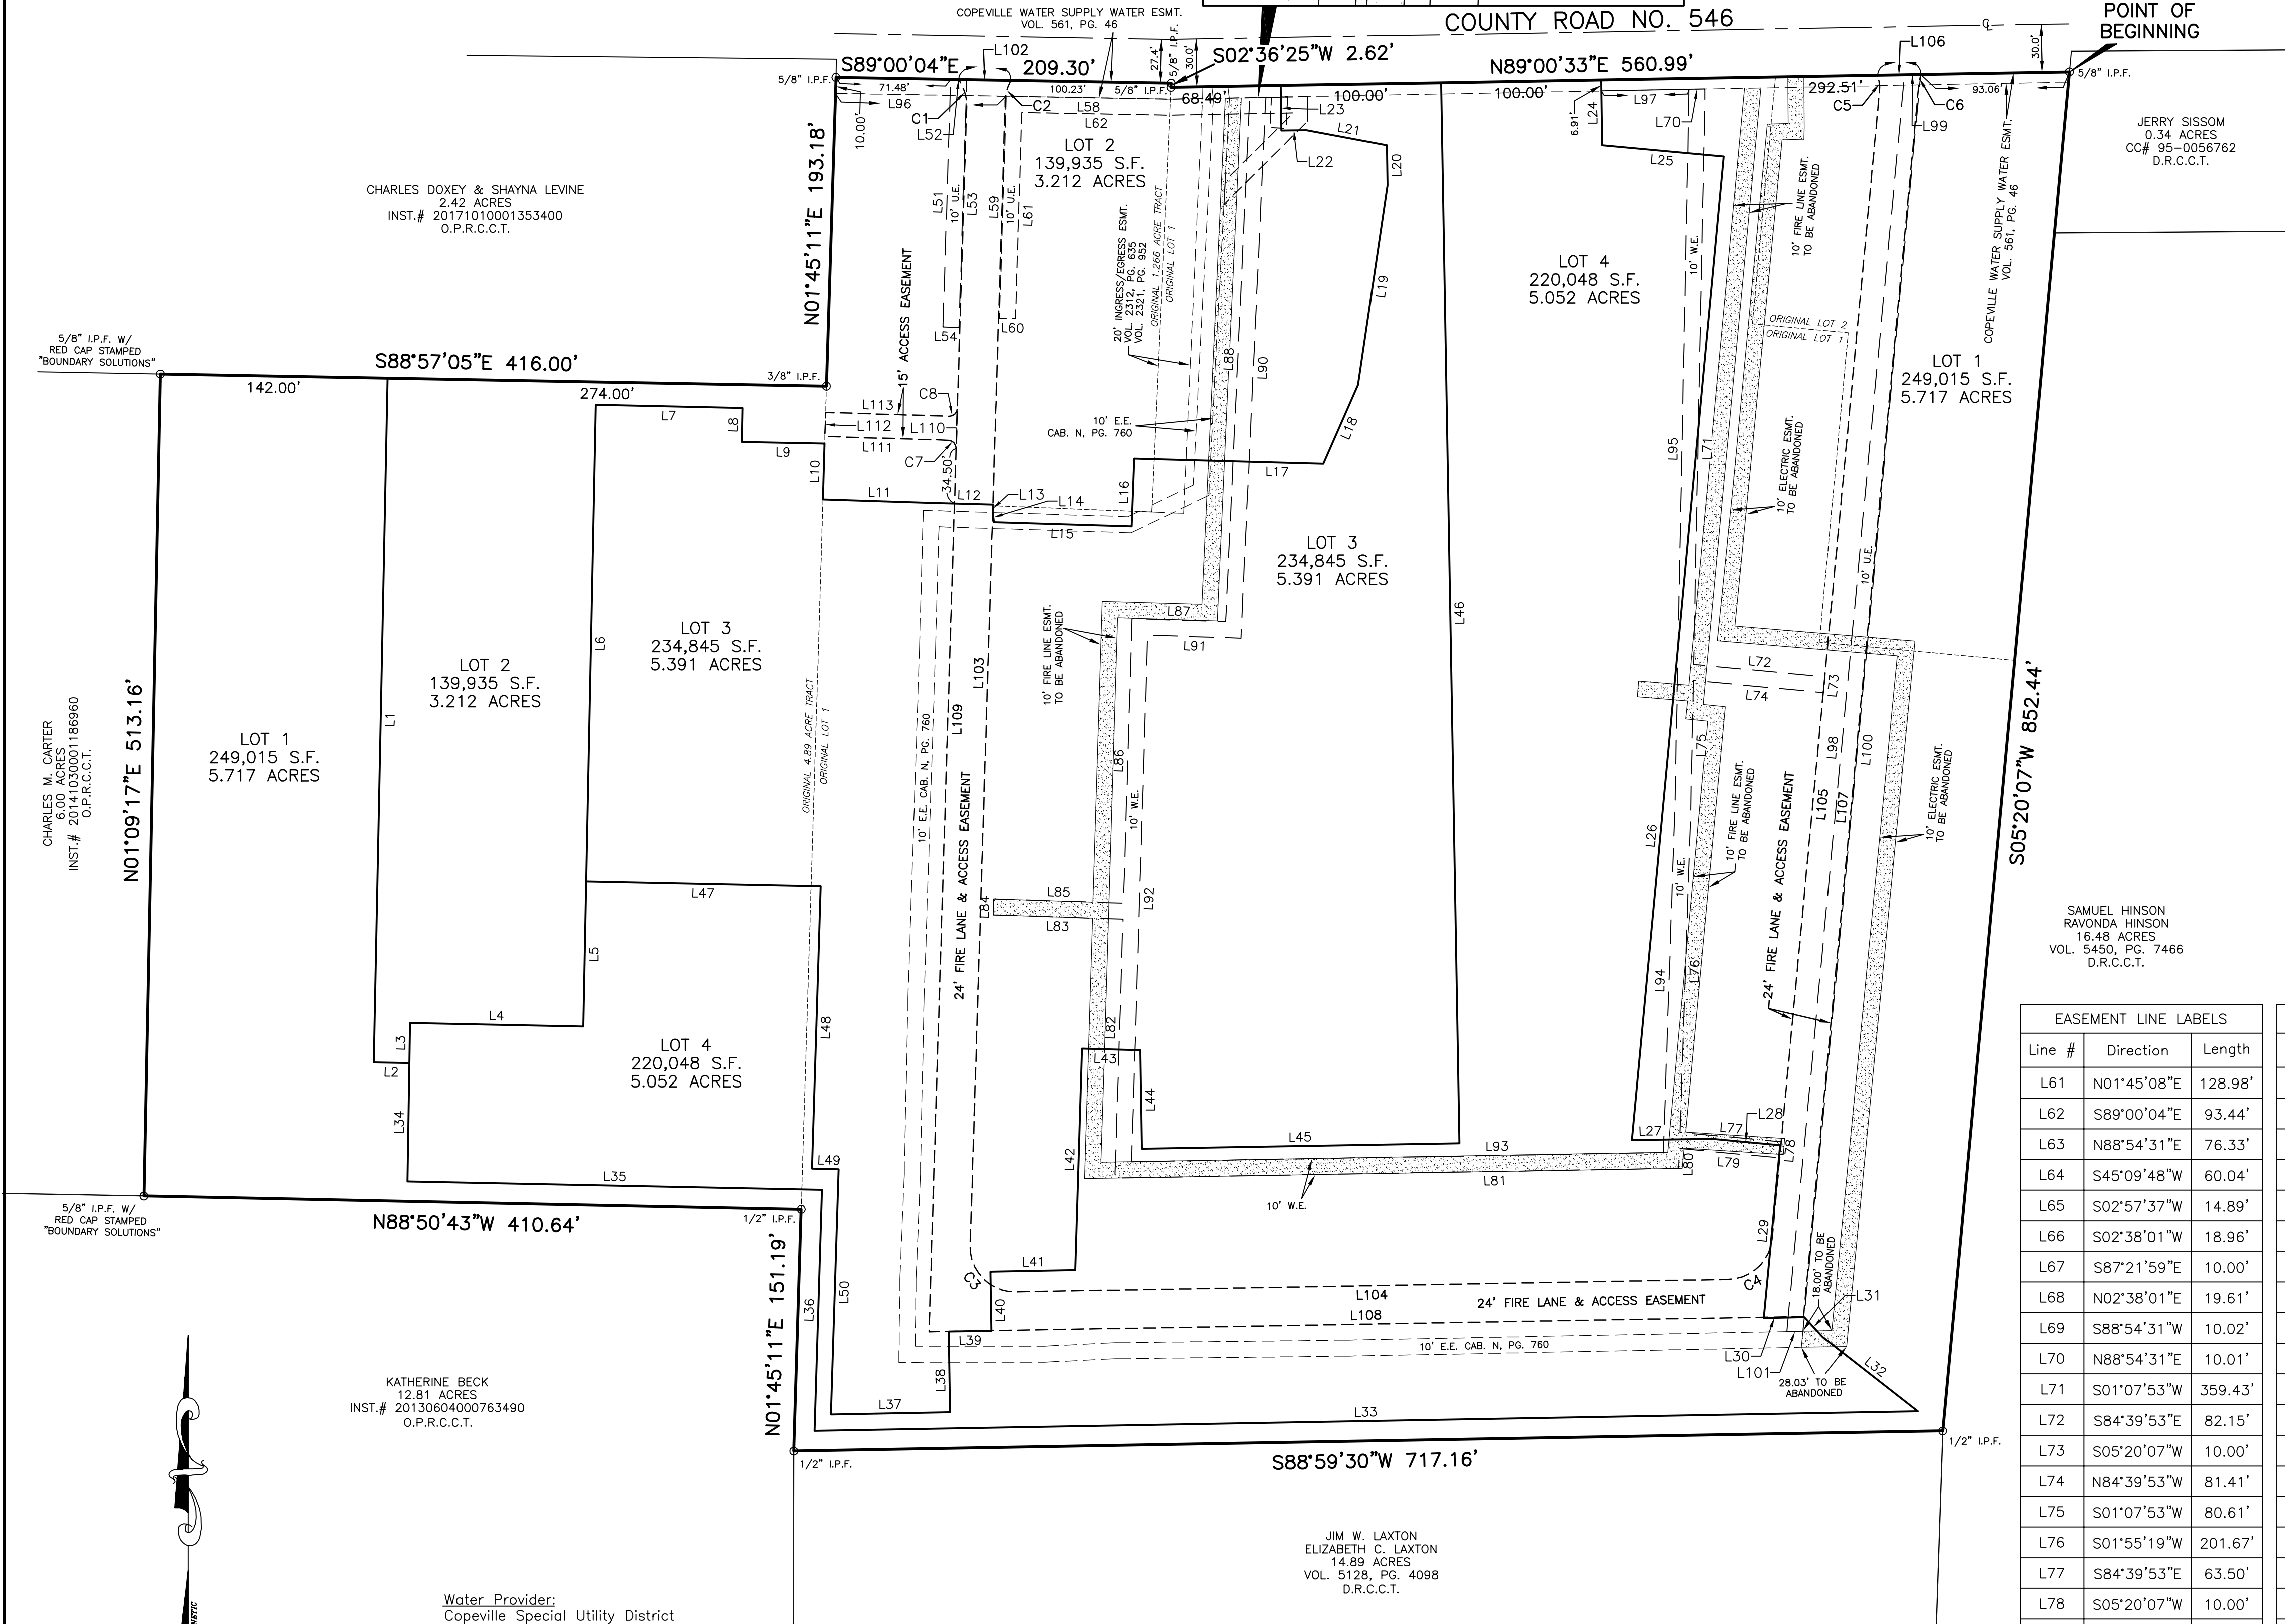 COPEVILLE WATER SUPPLY WATER ESMT.
VOL. 561, PG. 46
COUNTY ROAD NO. 546
POINT OF
BEGINNING
℄
30.0'
L102
27.4'
30.0'
5/8" I.P.F.
S02°36'25"W 2.62'
L106
5/8" I.P.F.
S89°00'04"E
209.30'
N89°00'33"E 560.99'
5/8" I.P.F.
71.48'
100.23'
5/8" I.P.F.
68.49'
100.00'
100.00'
292.51'
93.06'
L96
L58
C1
C2
L52
L62
L23
L21
L22
L20
6.91'
L24
L97
L70
L25
C5
C6
L99
10.00'
JERRY SISSOM
0.34 ACRES
CC# 95-0056762
D.R.C.C.T.
LOT 2
139,935 S.F.
3.212 ACRES
CHARLES DOXEY & SHAYNA LEVINE
2.42 ACRES
INST.# 20171010001353400
O.P.R.C.C.T.
N01°45'11"E 193.18'
L51
10' U.E.
L53
L59
10' U.E.
L61
L54
L60
15' ACCESS EASEMENT
20' INGRESS/EGRESS ESMT.
VOL. 2312, PG. 635
VOL. 2321, PG. 952
ORIGINAL 1.266 ACRE TRACT
ORIGINAL LOT 1
L88
L90
L19
L18
LOT 4
220,048 S.F.
5.052 ACRES
10' W.E.
10' FIRE LINE ESMT.
TO BE ABANDONED
COPEVILLE WATER SUPPLY WATER ESMT.
VOL. 561, PG. 46
ORIGINAL LOT 2
ORIGINAL LOT 1
LOT 1
249,015 S.F.
5.717 ACRES
5/8" I.P.F. W/
RED CAP STAMPED
"BOUNDARY SOLUTIONS"
S88°57'05"E 416.00'
3/8" I.P.F.
142.00'
274.00'
L7
L8
L9
L10
L113
C8
L112
L110
L111
C7
34.50'
10' E.E.
CAB. N, PG. 760
L11
L12
L13
L14
L15
L16
L17
L95
L71
10' ELECTRIC ESMT.
TO BE ABANDONED
10' U.E.
LOT 3
234,845 S.F.
5.391 ACRES
L46
L87
L91
10' FIRE LINE ESMT.
TO BE ABANDONED
L6
LOT 3
234,845 S.F.
5.391 ACRES
LOT 2
139,935 S.F.
3.212 ACRES
LOT 1
249,015 S.F.
5.717 ACRES
L1
CHARLES M. CARTER
6.00 ACRES
INST.# 20141030001186960
O.P.R.C.C.T.
N01°09'17"E 513.16'
ORIGINAL 4.89 ACRE TRACT
ORIGINAL LOT 1
10' E.E. CAB. N, PG. 760
L109
L103
24' FIRE LANE & ACCESS EASEMENT
L86
10' W.E.
L72
L73
L74
L75
L98
L100
L105
L107
24' FIRE LANE & ACCESS EASEMENT
10' FIRE LINE ESMT.
TO BE ABANDONED
10' ELECTRIC ESMT.
TO BE ABANDONED
S05°20'07"W 852.44'
L26
10' W.E.
L47
L85
L84
L83
L92
L5
SAMUEL HINSON
RAVONDA HINSON
16.48 ACRES
VOL. 5450, PG. 7466
D.R.C.C.T.
L94
L76
L4
L3
L2
L48
LOT 4
220,048 S.F.
5.052 ACRES
L82
L43
L44
L34
L42
L45
L93
L27
L28
L77
L78
L79
L80
L81
10' W.E.
L49
L35
5/8" I.P.F. W/
RED CAP STAMPED
"BOUNDARY SOLUTIONS"
N88°50'43"W 410.64'
1/2" I.P.F.
N01°45'11"E 151.19'
L36
L50
L41
C3
L40
L39
L38
L37
L104
L108
24' FIRE LANE & ACCESS EASEMENT
C4
L29
18.00' TO BE
ABANDONED
L31
10' E.E. CAB. N, PG. 760
L30
L101
28.03' TO BE
ABANDONED
L32
L33
1/2" I.P.F.
1/2" I.P.F.
S88°59'30"W 717.16'
KATHERINE BECK
12.81 ACRES
INST.# 20130604000763490
O.P.R.C.C.T.
JIM W. LAXTON
ELIZABETH C. LAXTON
14.89 ACRES
VOL. 5128, PG. 4098
D.R.C.C.T.
Water Provider:
Copeville Special Utility District
EASEMENT LINE LABELS
Line # Direction Length
L61 N01°45'08"E 128.98'
L62 S89°00'04"E 93.44'
L63 N88°54'31"E 76.33'
L64 S45°09'48"W 60.04'
L65 S02°57'37"W 14.89'
L66 S02°38'01"W 18.96'
L67 S87°21'59"E 10.00'
L68 N02°38'01"E 19.61'
L69 S88°54'31"W 10.02'
L70 N88°54'31"E 10.01'
L71 S01°07'53"W 359.43'
L72 S84°39'53"E 82.15'
L73 S05°20'07"W 10.00'
L74 N84°39'53"W 81.41'
L75 S01°07'53"W 80.61'
L76 S01°55'19"W 201.67'
L77 S84°39'53"E 63.50'
L78 S05°20'07"W 10.00'